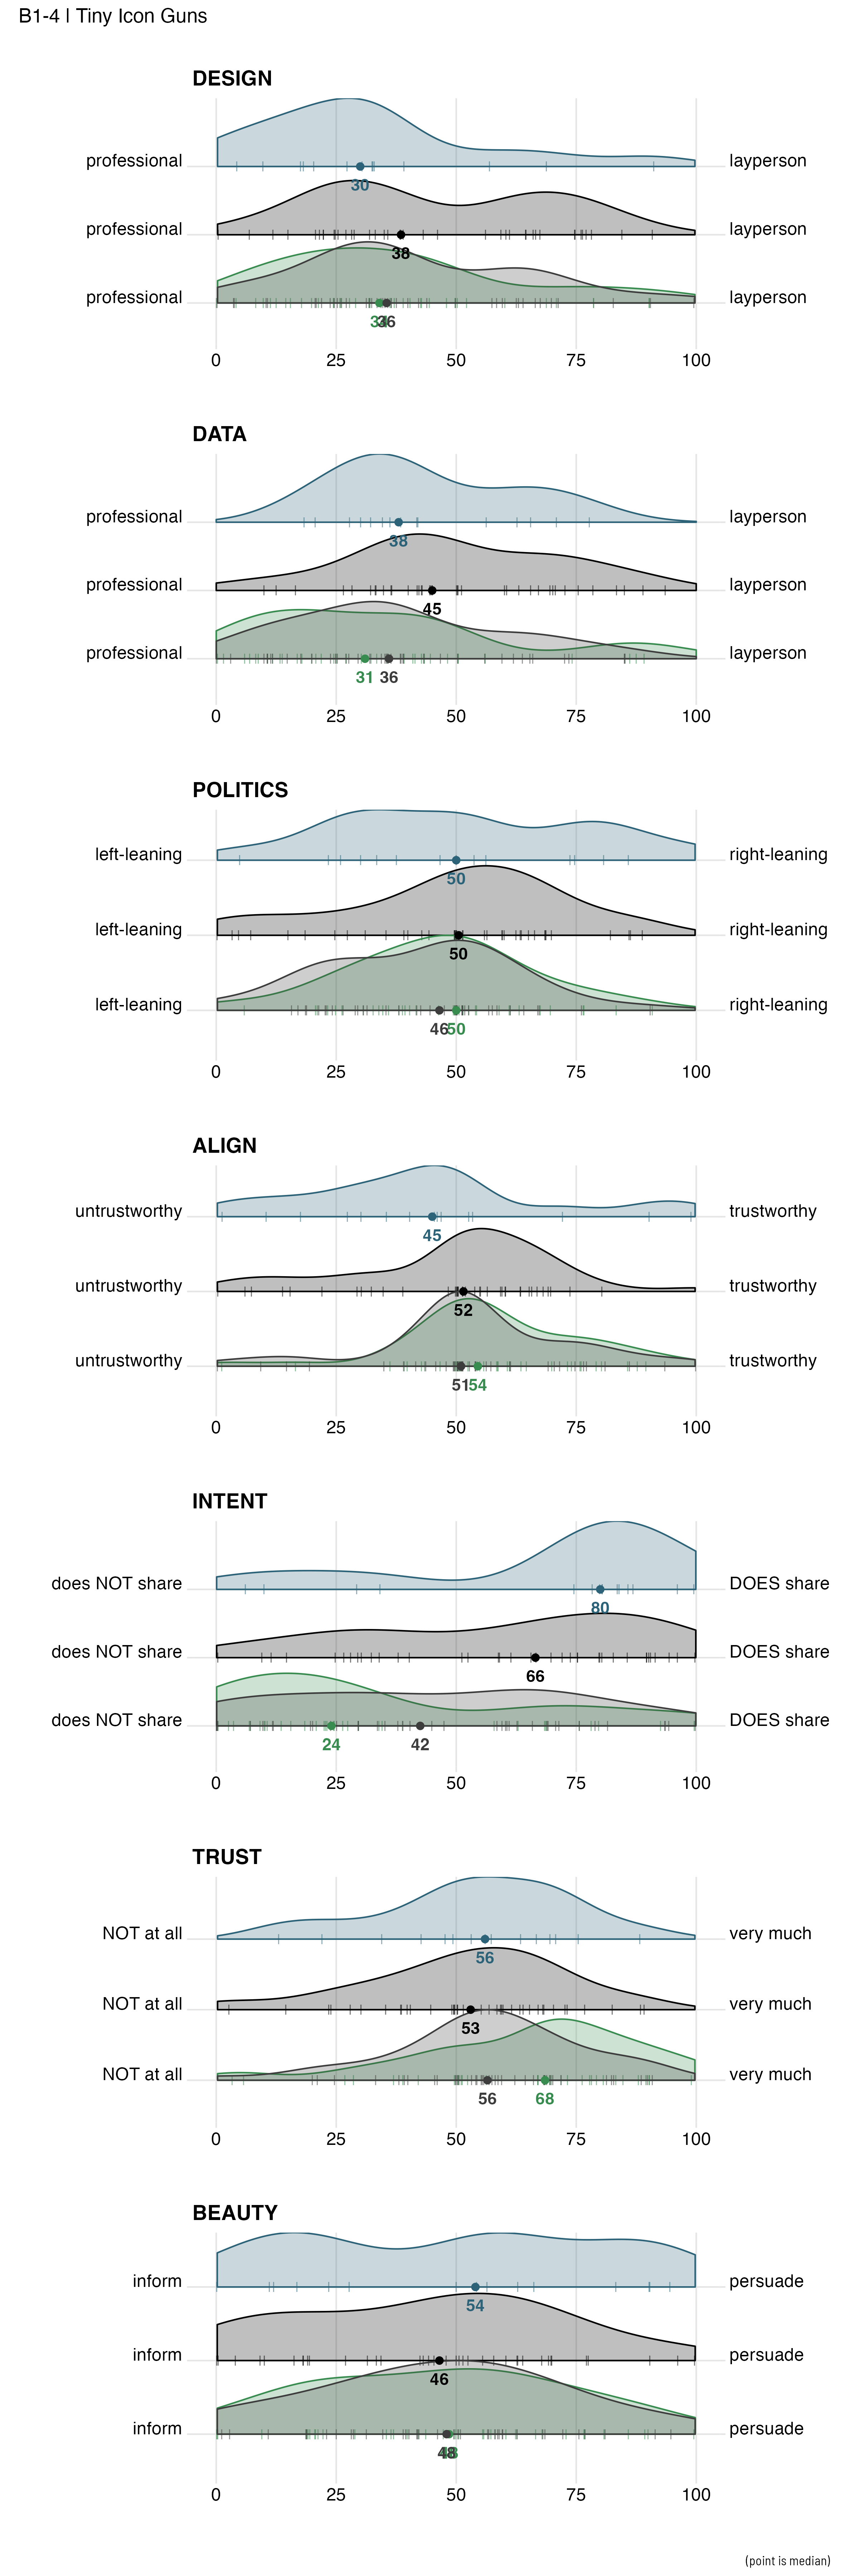 B1-4 | Tiny Icon Guns
DESIGN
professional layperson
30
professional layperson
38
professional layperson
36
0 25 50 75 100
DATA
professional layperson
38
professional layperson
45
professional layperson
31 36
0 25 50 75 100
POLITICS
left-leaning right-leaning
50
left-leaning right-leaning
50
left-leaning right-leaning
46 50
0 25 50 75 100
ALIGN
untrustworthy trustworthy
45
untrustworthy trustworthy
52
untrustworthy trustworthy
51 54
0 25 50 75 100
INTENT
does NOT share DOES share
80
does NOT share DOES share
66
does NOT share DOES share
24 42
0 25 50 75 100
TRUST
NOT at all very much
56
NOT at all very much
53
NOT at all very much
56 68
0 25 50 75 100
BEAUTY
inform persuade
54
inform persuade
46
inform persuade
48
0 25 50 75 100
(point is median)